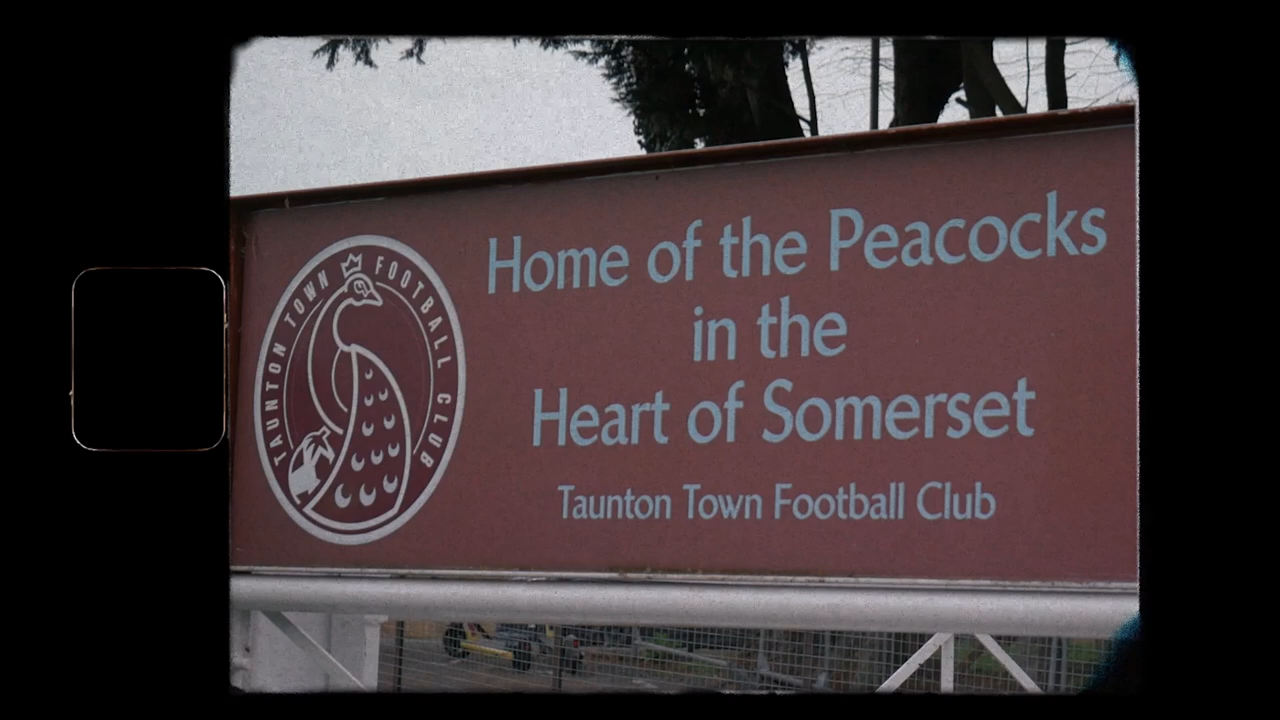 TAUNTON TOWN FOOTBALL CLUB
Home of the Peacocks
in the
Heart of Somerset
Taunton Town Football Club